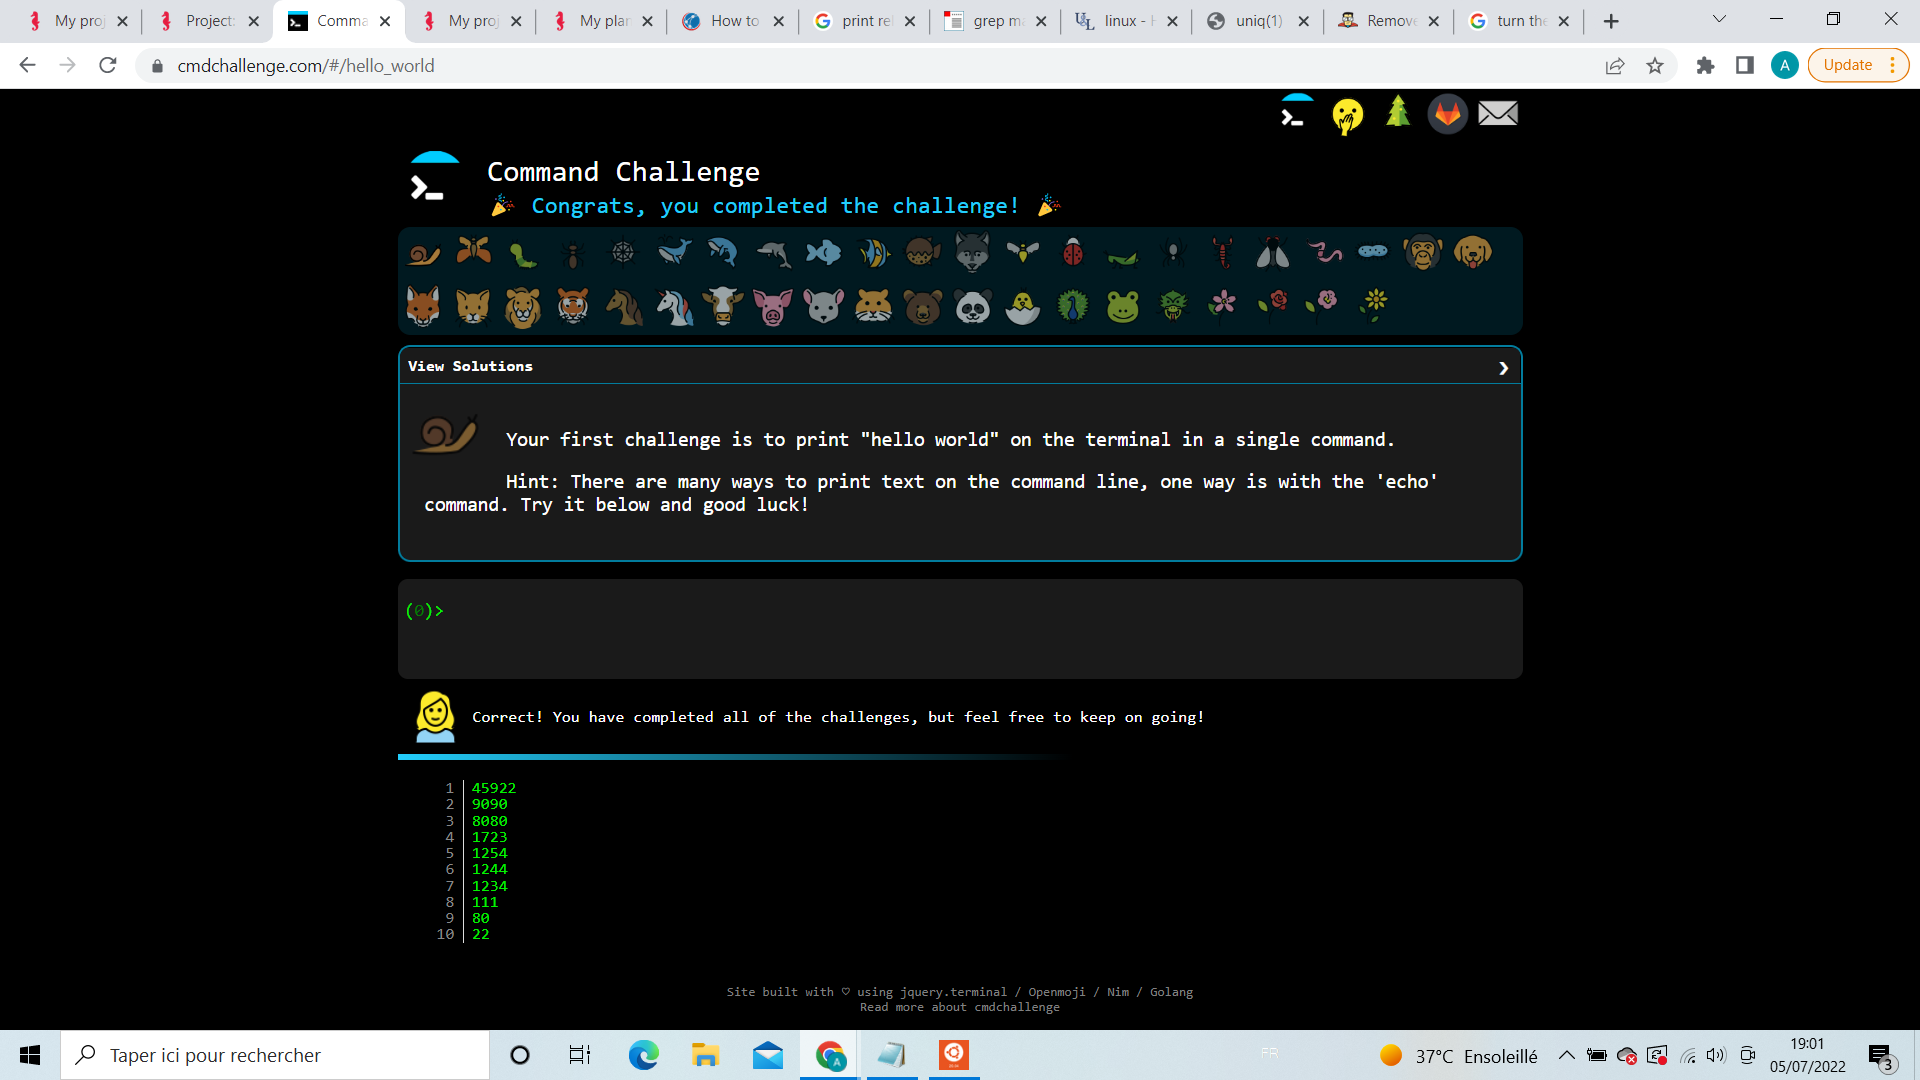 My proj
Project:
Comma
My proj
My plan
How to
print re
grep ma
linux - H
uniq(1)
Remove
turn the
cmdchallenge.com/#/hello_world
A
Update
Command Challenge
Congrats, you completed the challenge!
View Solutions
Your first challenge is to print "hello world" on the terminal in a single command.
Hint: There are many ways to print text on the command line, one way is with the 'echo'
command. Try it below and good luck!
(0)>
Correct! You have completed all of the challenges, but feel free to keep on going!
1 45922
2 9090
3 8080
4 1723
5 1254
6 1244
7 1234
8 111
9 80
10 22
Site built with ♡ using jquery.terminal / Openmoji / Nim / Golang
Read more about cmdchallenge
Taper ici pour rechercher
FR
37°C Ensoleillé
19:01
05/07/2022
3